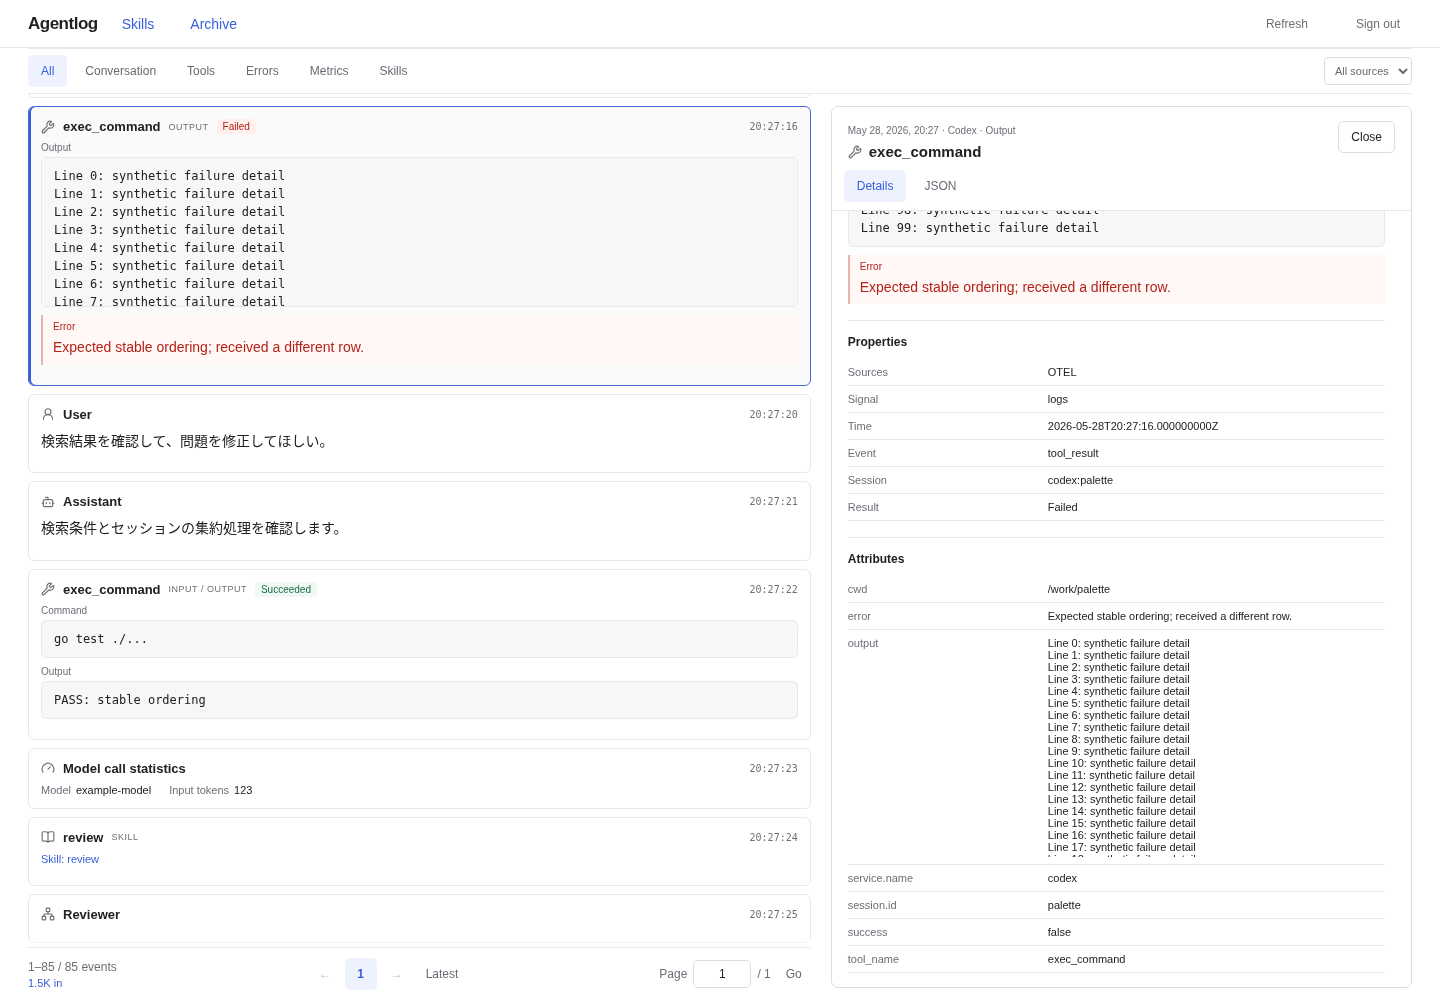 Agentlog Skills Archive Refresh Sign out
All Conversation Tools Errors Metrics Skills All sources
exec_command OUTPUT Failed 20:27:16
Output
Line 0: synthetic failure detail
Line 1: synthetic failure detail
Line 2: synthetic failure detail
Line 3: synthetic failure detail
Line 4: synthetic failure detail
Line 5: synthetic failure detail
Line 6: synthetic failure detail
Line 7: synthetic failure detail
Error
Expected stable ordering; received a different row.
User 20:27:20
検索結果を確認して、問題を修正してほしい。
Assistant 20:27:21
検索条件とセッションの集約処理を確認します。
exec_command INPUT / OUTPUT Succeeded 20:27:22
Command
go test ./...
Output
PASS: stable ordering
Model call statistics 20:27:23
Model example-model Input tokens 123
review SKILL 20:27:24
Skill: review
Reviewer 20:27:25
1–85 / 85 events
1.5K in
← 1 → Latest Page 1 / 1 Go
May 28, 2026, 20:27 · Codex · Output
exec_command
Close
Details JSON
Line 98: synthetic failure detail
Line 99: synthetic failure detail
Error
Expected stable ordering; received a different row.
Properties
Sources OTEL
Signal logs
Time 2026-05-28T20:27:16.000000000Z
Event tool_result
Session codex:palette
Result Failed
Attributes
cwd /work/palette
error Expected stable ordering; received a different row.
output Line 0: synthetic failure detail
Line 1: synthetic failure detail
Line 2: synthetic failure detail
Line 3: synthetic failure detail
Line 4: synthetic failure detail
Line 5: synthetic failure detail
Line 6: synthetic failure detail
Line 7: synthetic failure detail
Line 8: synthetic failure detail
Line 9: synthetic failure detail
Line 10: synthetic failure detail
Line 11: synthetic failure detail
Line 12: synthetic failure detail
Line 13: synthetic failure detail
Line 14: synthetic failure detail
Line 15: synthetic failure detail
Line 16: synthetic failure detail
Line 17: synthetic failure detail
service.name codex
session.id palette
success false
tool_name exec_command